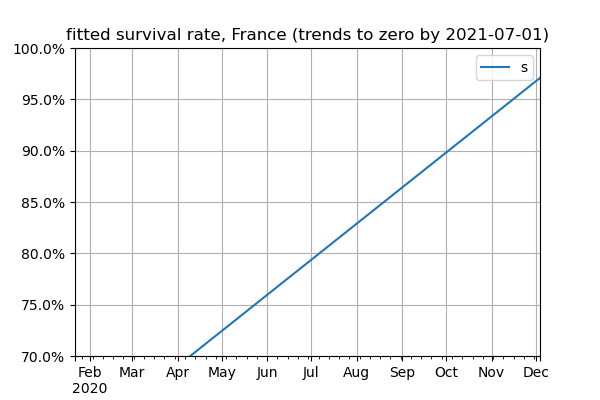 fitted survival rate, France (trends to zero by 2021-07-01)
100.0%
95.0%
90.0%
85.0%
80.0%
75.0%
70.0%
s
Feb Mar Apr May Jun Jul Aug Sep Oct Nov Dec
2020